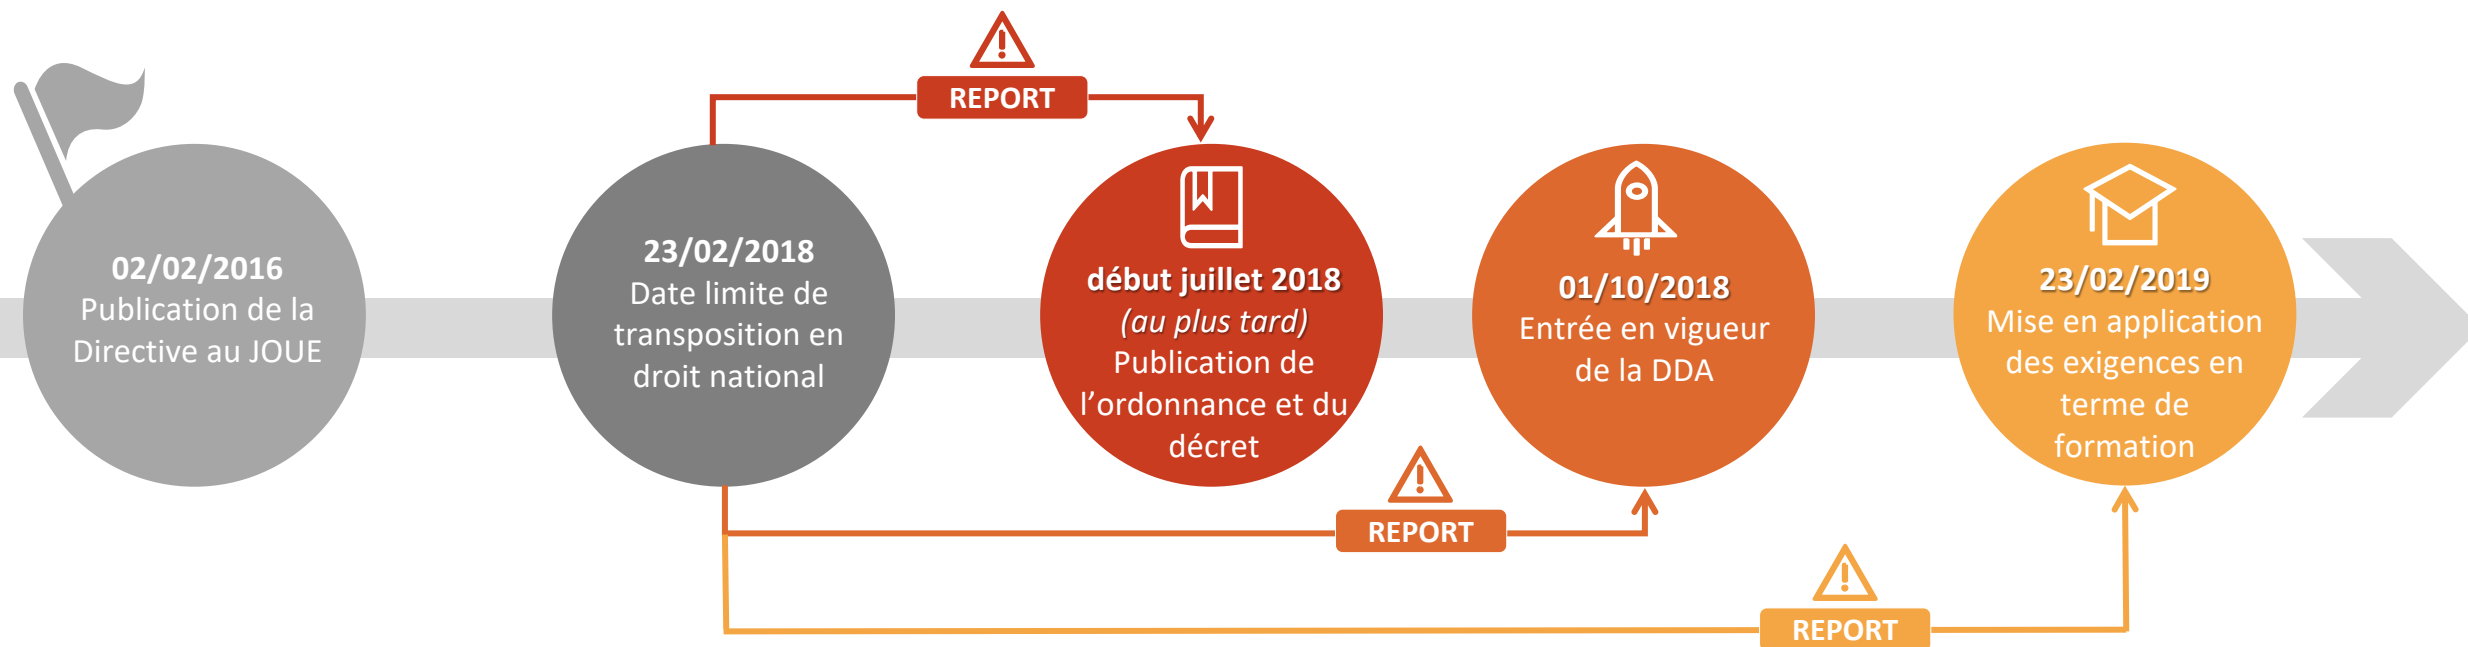 REPORT
02/02/2016
Publication de la
Directive au JOUE
23/02/2018
Date limite de
transposition en
droit national
début juillet 2018
(au plus tard)
Publication de
l’ordonnance et du
décret
01/10/2018
Entrée en vigueur
de la DDA
23/02/2019
Mise en application
des exigences en
terme de
formation
REPORT
REPORT